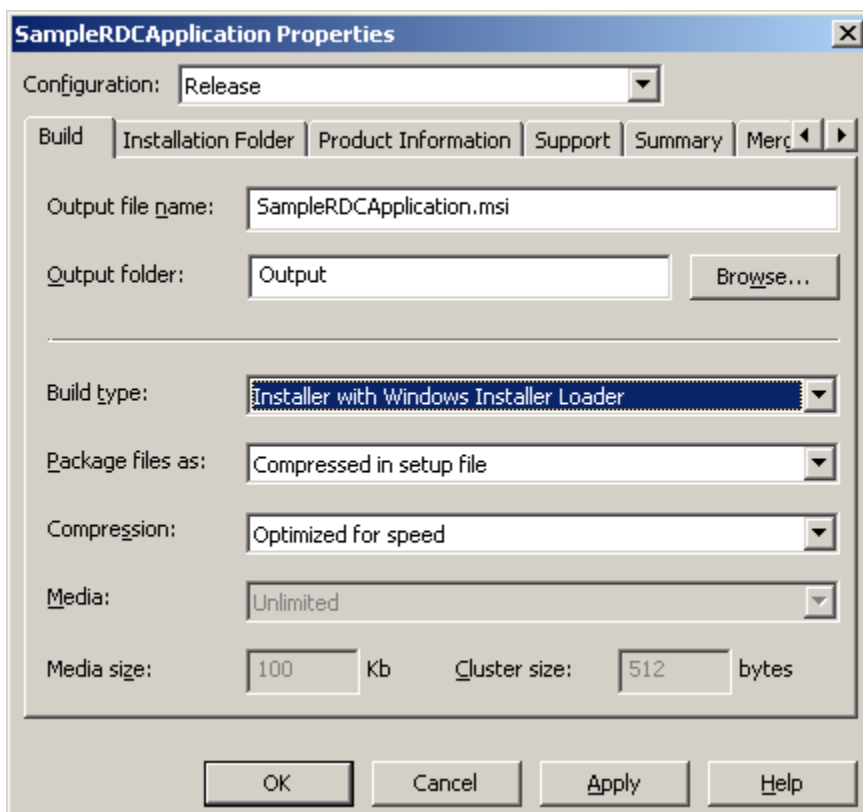 SampleRDCApplication Properties
Configuration: Release
Build Installation Folder Product Information Support Summary Merg
Output file name: SampleRDCApplication.msi
Output folder: Output Browse...
Build type: Installer with Windows Installer Loader
Package files as: Compressed in setup file
Compression: Optimized for speed
Media: Unlimited
Media size: 100 Kb Cluster size: 512 bytes
OK Cancel Apply Help